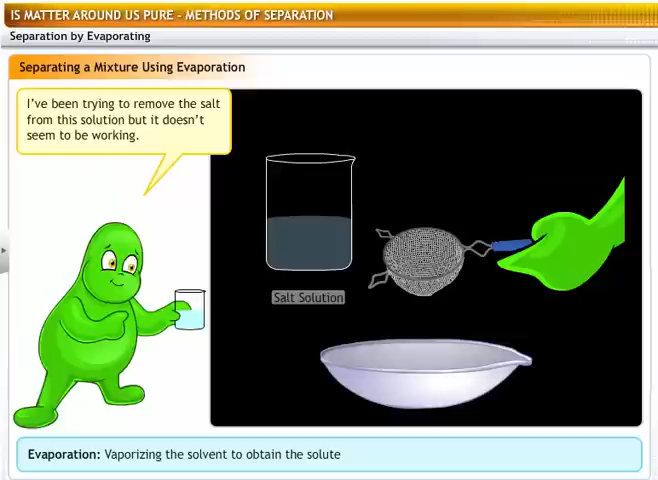 IS MATTER AROUND US PURE - METHODS OF SEPARATION
Separation by Evaporating
Separating a Mixture Using Evaporation
I've been trying to remove the salt
from this solution but it doesn't
seem to be working.
Salt Solution
Evaporation: Vaporizing the solvent to obtain the solute